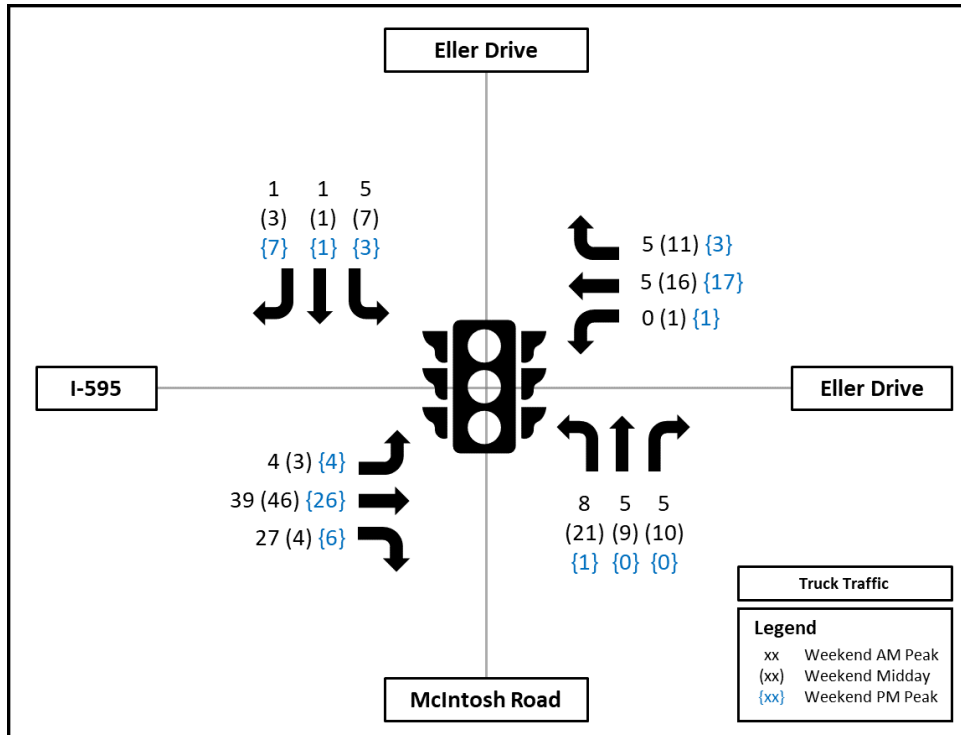 Eller Drive
1 1 5
(3) (1) (7)
{7} {1} {3}
5 (11) {3}
5 (16) {17}
0 (1) {1}
I-595
Eller Drive
4 (3) {4}
39 (46) {26}
27 (4) {6}
8 5 5
(21) (9) (10)
{1} {0} {0}
Truck Traffic
Legend
xx Weekend AM Peak
(xx) Weekend Midday
{xx} Weekend PM Peak
McIntosh Road